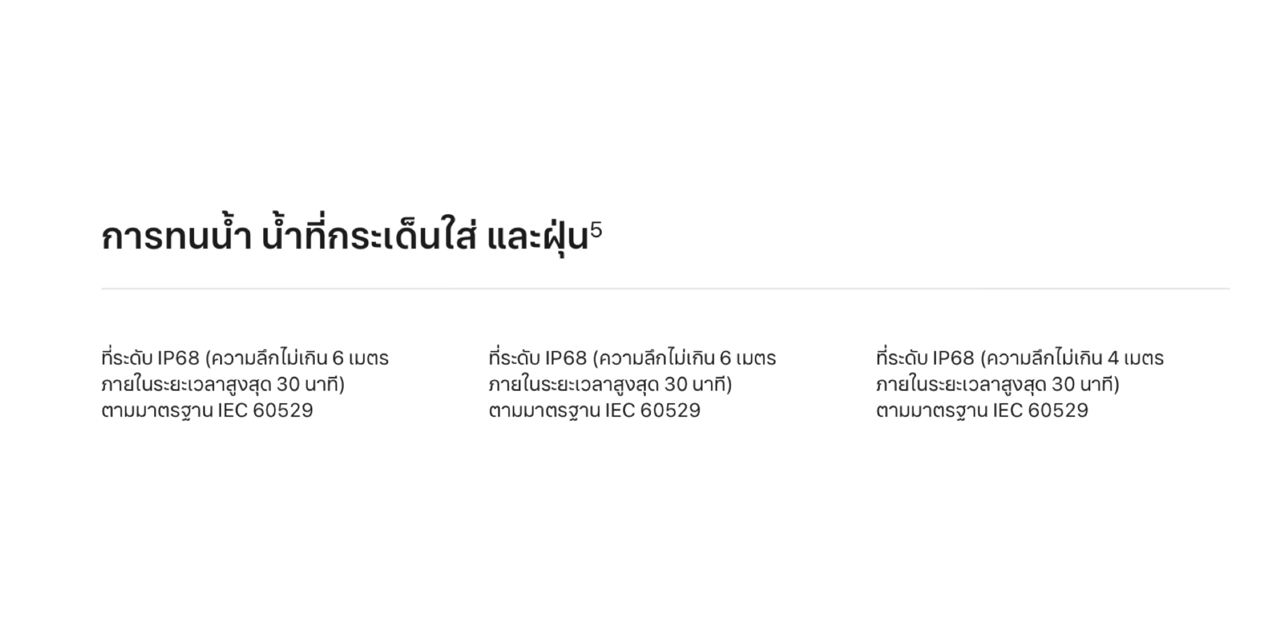 การทนน้ำ น้ำที่กระเด็นใส่ และฝุ่น⁵
ที่ระดับ IP68 (ความลึกไม่เกิน 6 เมตร
ภายในระยะเวลาสูงสุด 30 นาที)
ตามมาตรฐาน IEC 60529
ที่ระดับ IP68 (ความลึกไม่เกิน 6 เมตร
ภายในระยะเวลาสูงสุด 30 นาที)
ตามมาตรฐาน IEC 60529
ที่ระดับ IP68 (ความลึกไม่เกิน 4 เมตร
ภายในระยะเวลาสูงสุด 30 นาที)
ตามมาตรฐาน IEC 60529